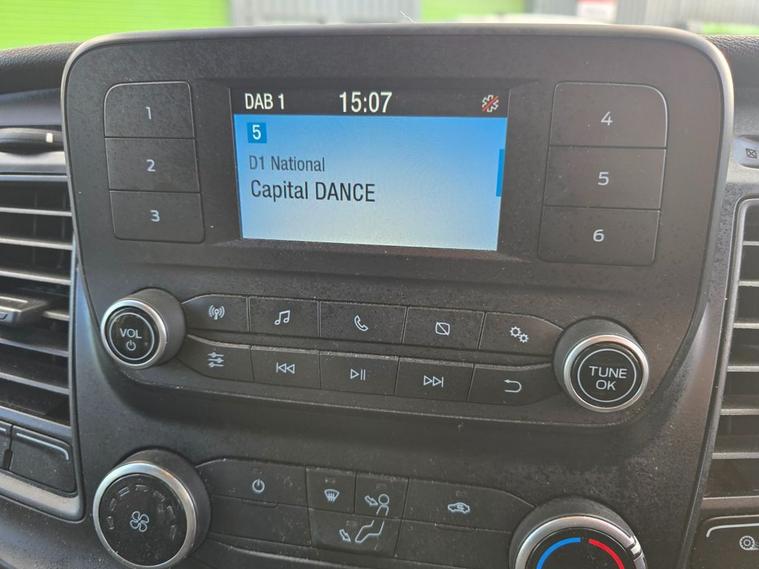 DAB 1 15:07
5
D1 National
Capital DANCE
1
2
3
4
5
6
VOL
TUNE
OK